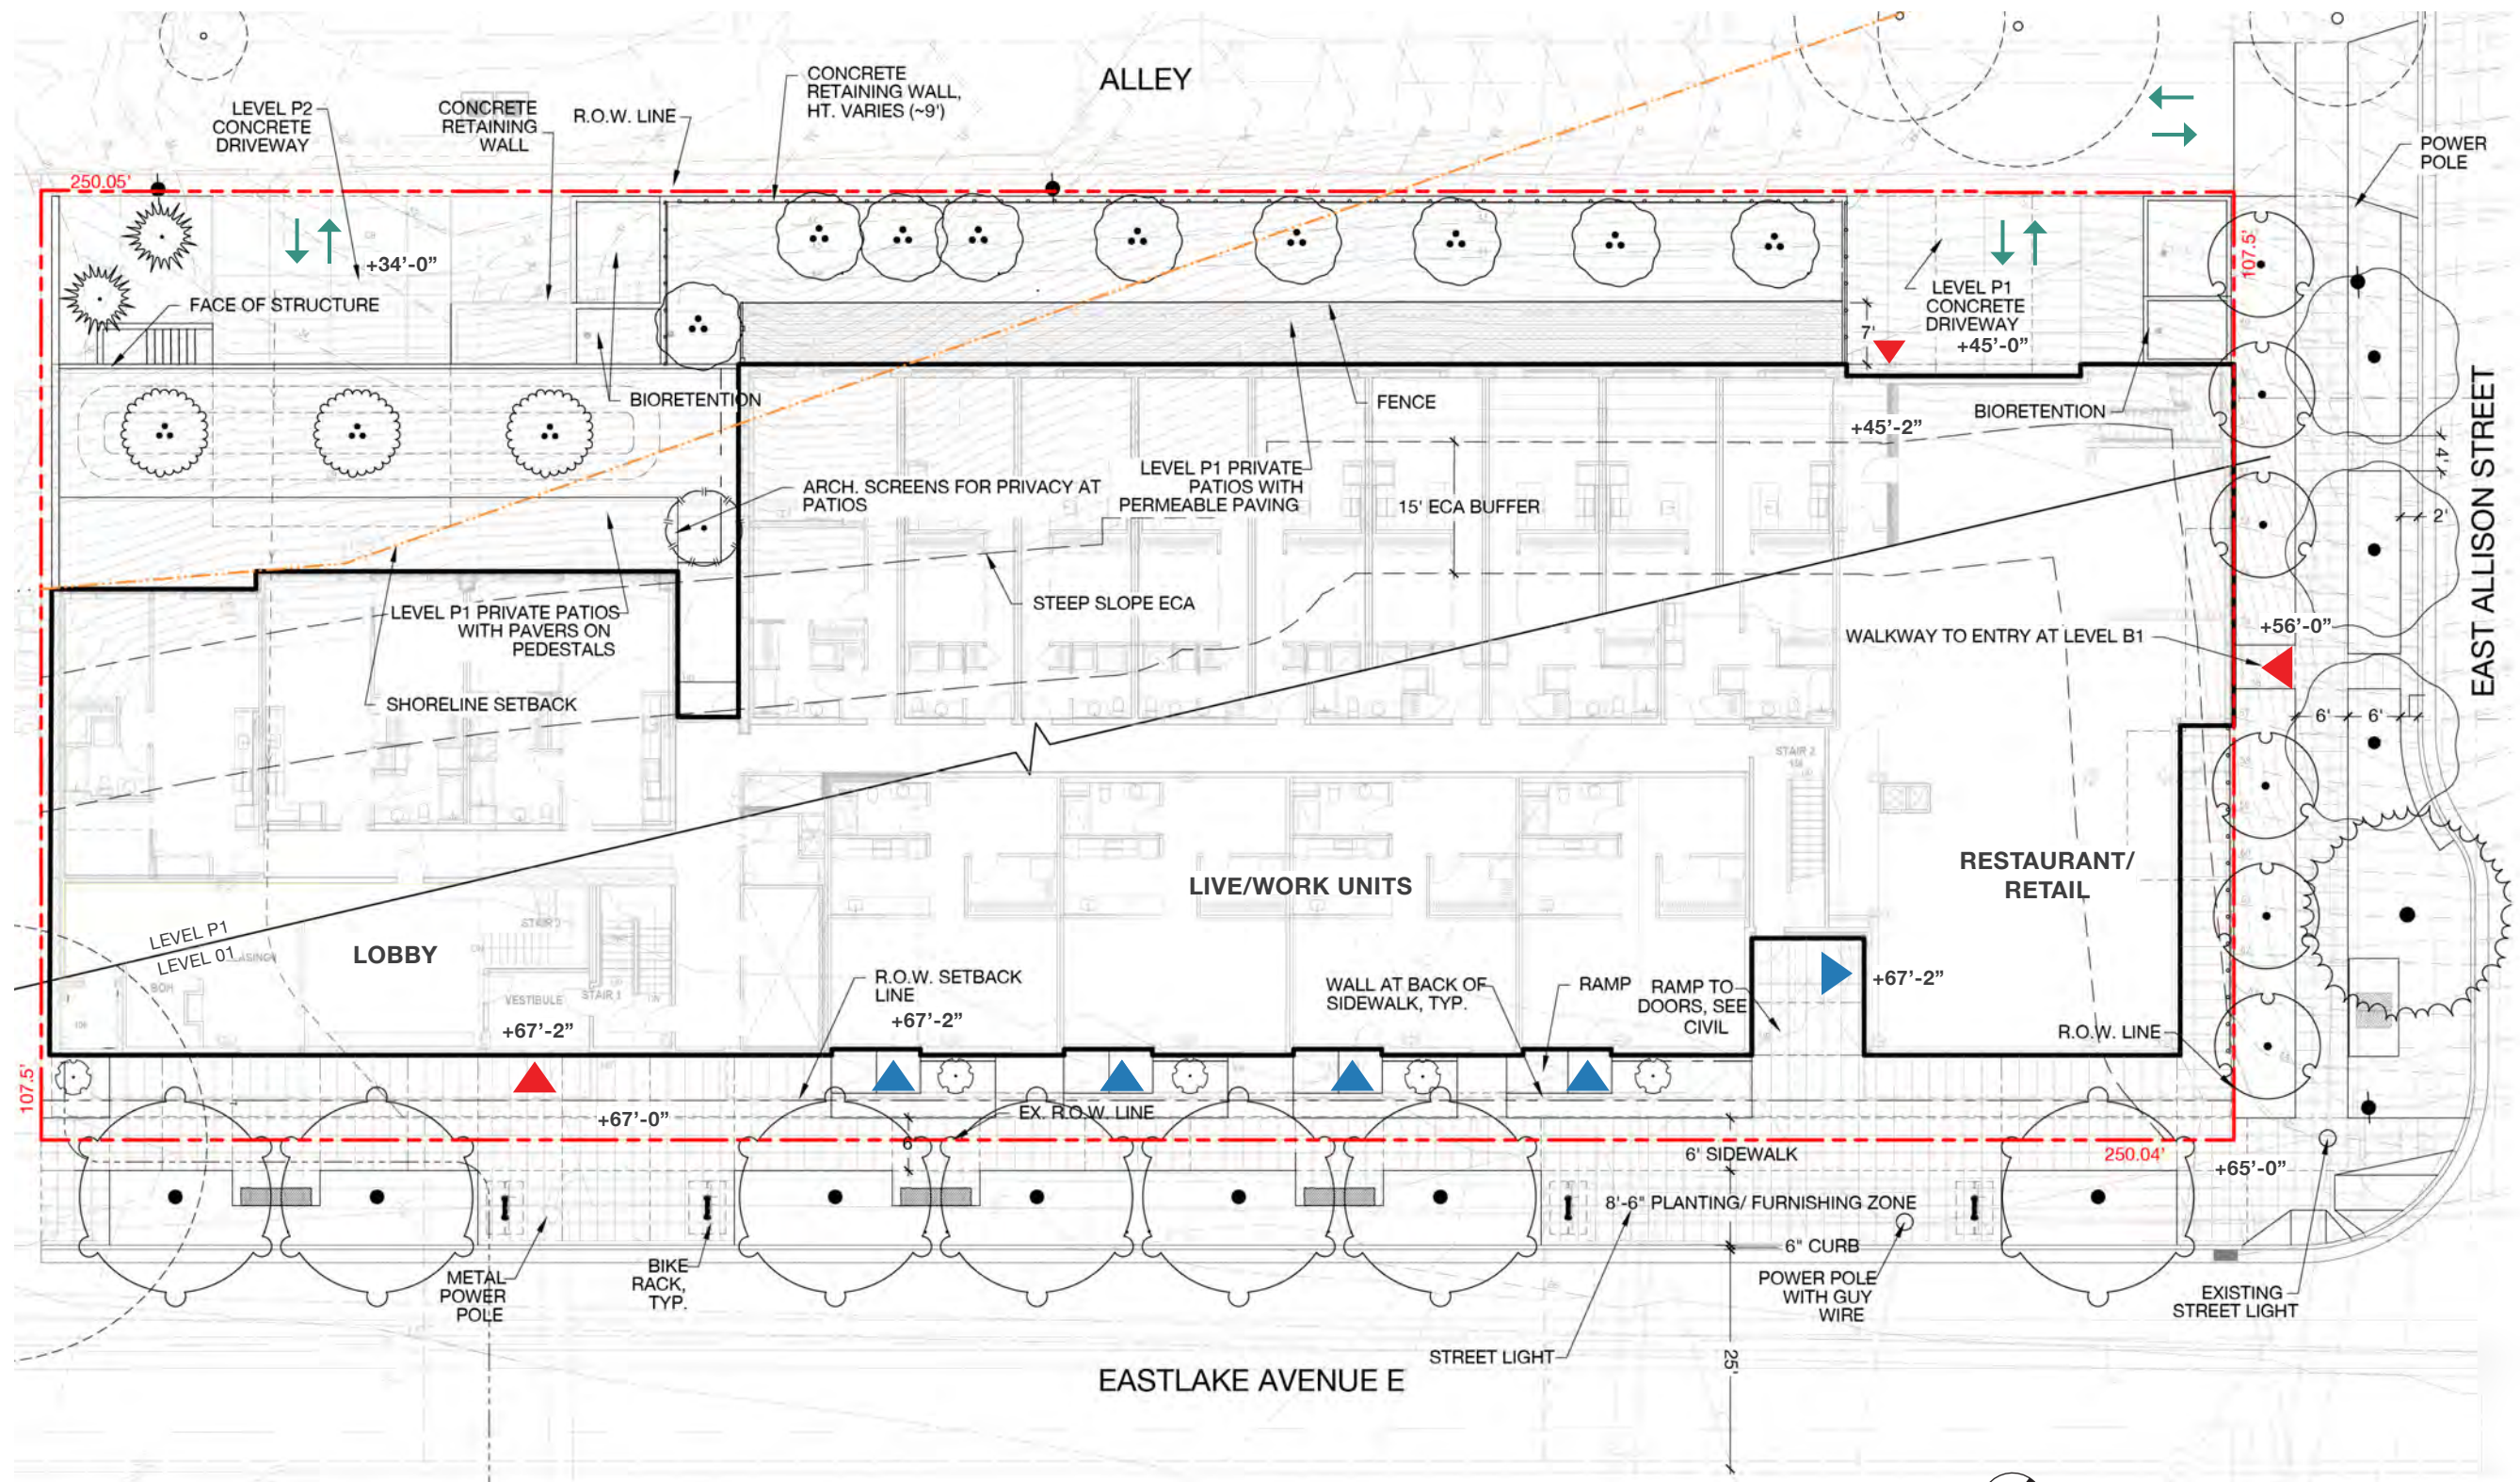 ALLEY
CONCRETE
RETAINING WALL,
HT. VARIES (~9')
LEVEL P2
CONCRETE
DRIVEWAY
CONCRETE
RETAINING
WALL
R.O.W. LINE
POWER
POLE
250.05'
+34'-0"
FACE OF STRUCTURE
107.5'
LEVEL P1
CONCRETE
DRIVEWAY
+45'-0"
7'
BIORETENTION
FENCE
BIORETENTION
+45'-2"
EAST ALLISON STREET
4'
2'
LEVEL P1 PRIVATE
PATIOS WITH
PERMEABLE PAVING
ARCH. SCREENS FOR PRIVACY AT
PATIOS
15' ECA BUFFER
STEEP SLOPE ECA
LEVEL P1 PRIVATE PATIOS
WITH PAVERS ON
PEDESTALS
SHORELINE SETBACK
+56'-0"
WALKWAY TO ENTRY AT LEVEL B1
6'
6'
STAIR 2
RESTAURANT/
RETAIL
LIVE/WORK UNITS
LEVEL P1
LEVEL 01
LOBBY
STAIR 1
BOH
VESTIBULE
+67'-2"
R.O.W. SETBACK
LINE
+67'-2"
WALL AT BACK OF
SIDEWALK, TYP.
RAMP
RAMP TO
DOORS, SEE
CIVIL
+67'-2"
R.O.W. LINE
107.5'
+67'-0"
EX. R.O.W. LINE
6'
6' SIDEWALK
250.04'
+65'-0"
8'-6" PLANTING/ FURNISHING ZONE
6" CURB
METAL
POWER
POLE
BIKE
RACK,
TYP.
POWER POLE
WITH GUY
WIRE
EXISTING
STREET LIGHT
STREET LIGHT
25'
EASTLAKE AVENUE E